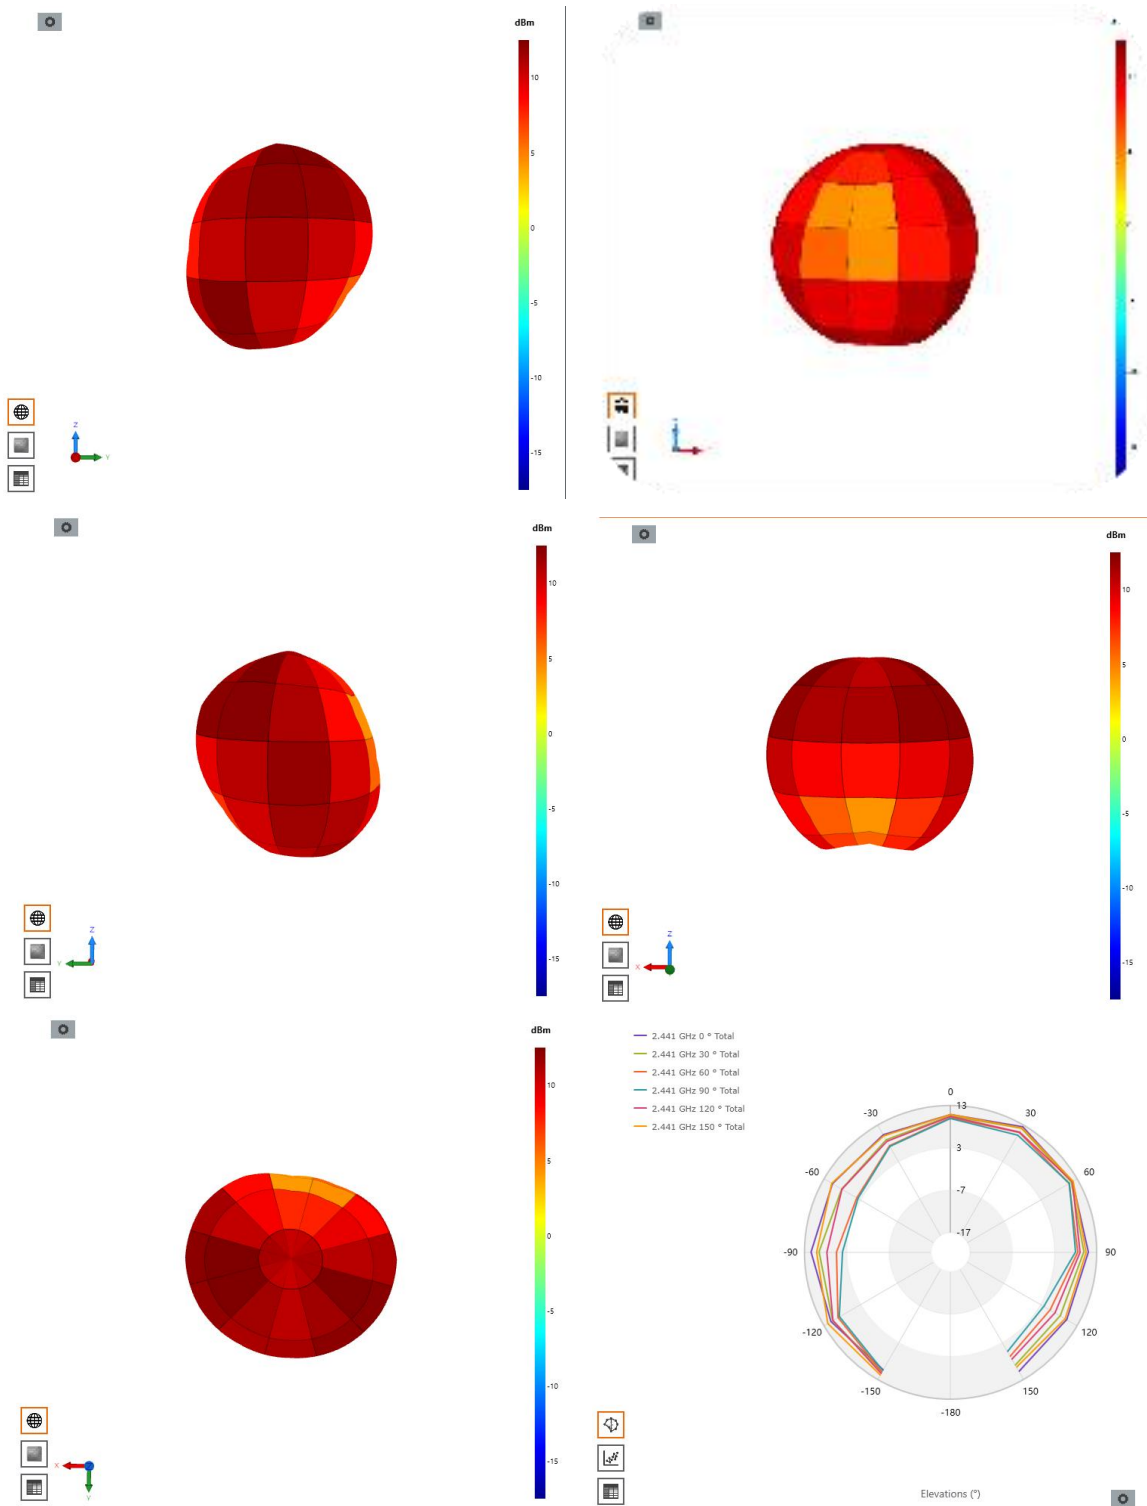 dBm
10
5
0
-5
-10
-15
Z
Y
dBm
10
5
0
-5
-10
-15
Z
Y
dBm
10
5
0
-5
-10
-15
Z
X
dBm
10
5
0
-5
-10
-15
X
Y
2.441 GHz 0 ° Total
2.441 GHz 30 ° Total
2.441 GHz 60 ° Total
2.441 GHz 90 ° Total
2.441 GHz 120 ° Total
2.441 GHz 150 ° Total
0
13
-30
30
3
-60
60
-7
-17
-90
90
-120
120
-150
150
-180
Elevations (°)